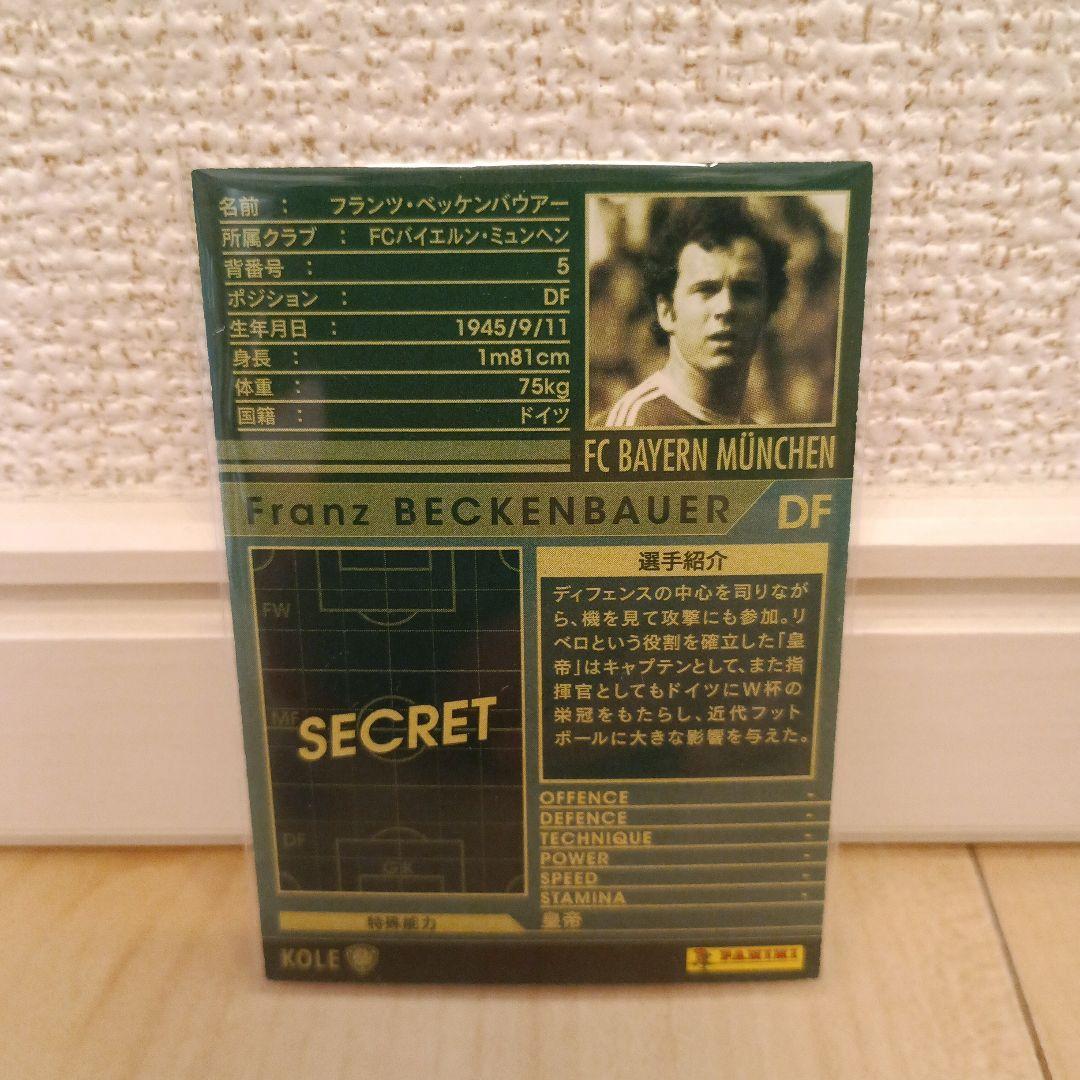 名前 : フランツ・ベッケンバウアー
所属クラブ : FCバイエルン・ミュンヘン
背番号 : 5
ポジション : DF
生年月日 : 1945/9/11
身長 : 1m81cm
体重 : 75kg
国籍 : ドイツ
FC BAYERN MÜNCHEN
Franz BECKENBAUER DF
FW
MF
SECRET
DF
GK
選手紹介
ディフェンスの中心を司りなが
ら、機を見て攻撃にも参加。リ
ベロという役割を確立した「皇
帝」はキャプテンとして、また指
揮官としてもドイツにW杯の
栄冠をもたらし、近代フット
ボールに大きな影響を与えた。
OFFENCE -
DEFENCE -
TECHNIQUE -
POWER -
SPEED -
STAMINA -
特殊能力 皇帝
KOLE
PANINI